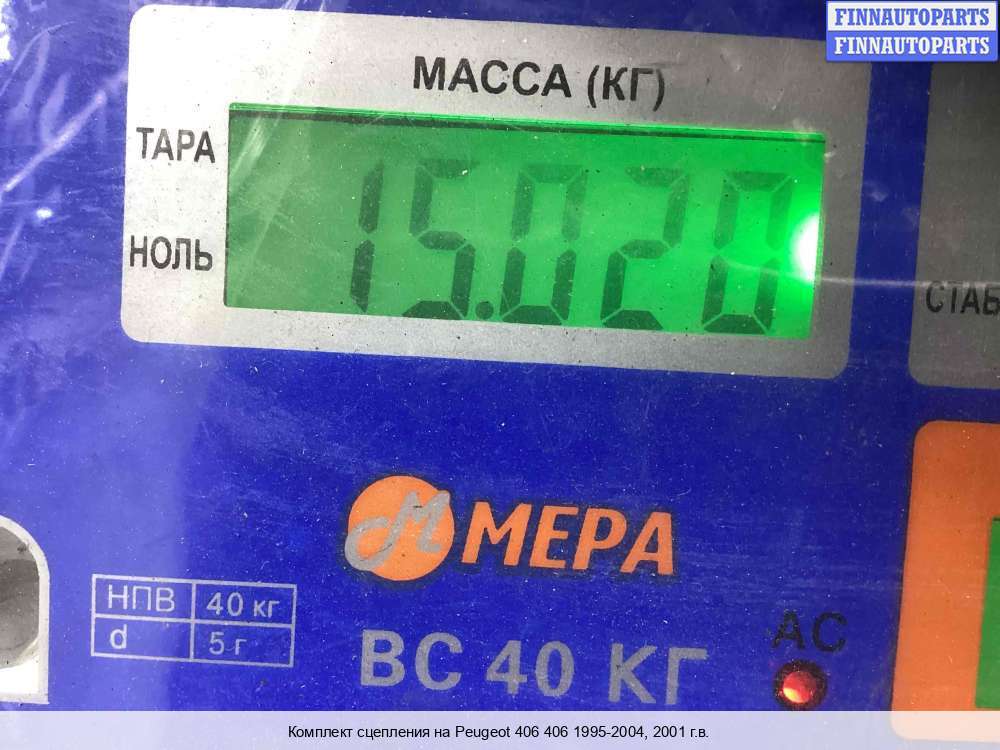 FINNAUTOPARTS
FINNAUTOPARTS
МАССА (КГ)
ТАРА
15.020
НОЛЬ
СТАБ
МЕРА
НПВ 40 кг
d 5 г
ВС 40 КГ
AC
Комплект сцепления на Peugeot 406 406 1995-2004, 2001 г.в.